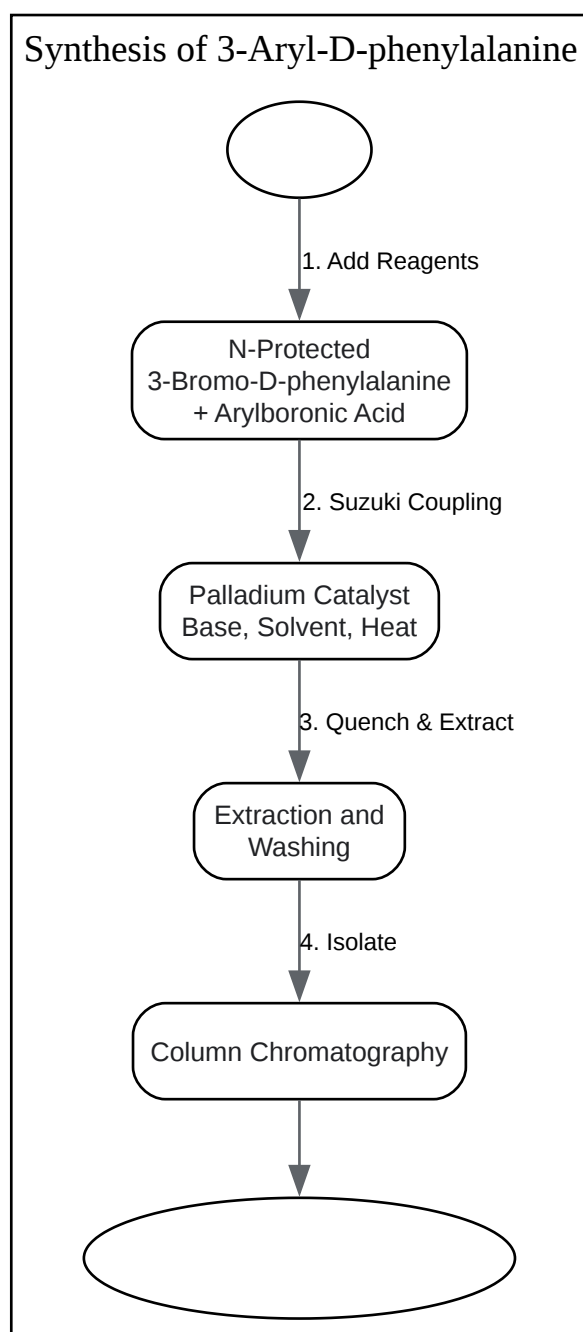 Synthesis of 3-Aryl-D-phenylalanine
1. Add Reagents
N-Protected
3-Bromo-D-phenylalanine
+ Arylboronic Acid
2. Suzuki Coupling
Palladium Catalyst
Base, Solvent, Heat
3. Quench & Extract
Extraction and
Washing
4. Isolate
Column Chromatography